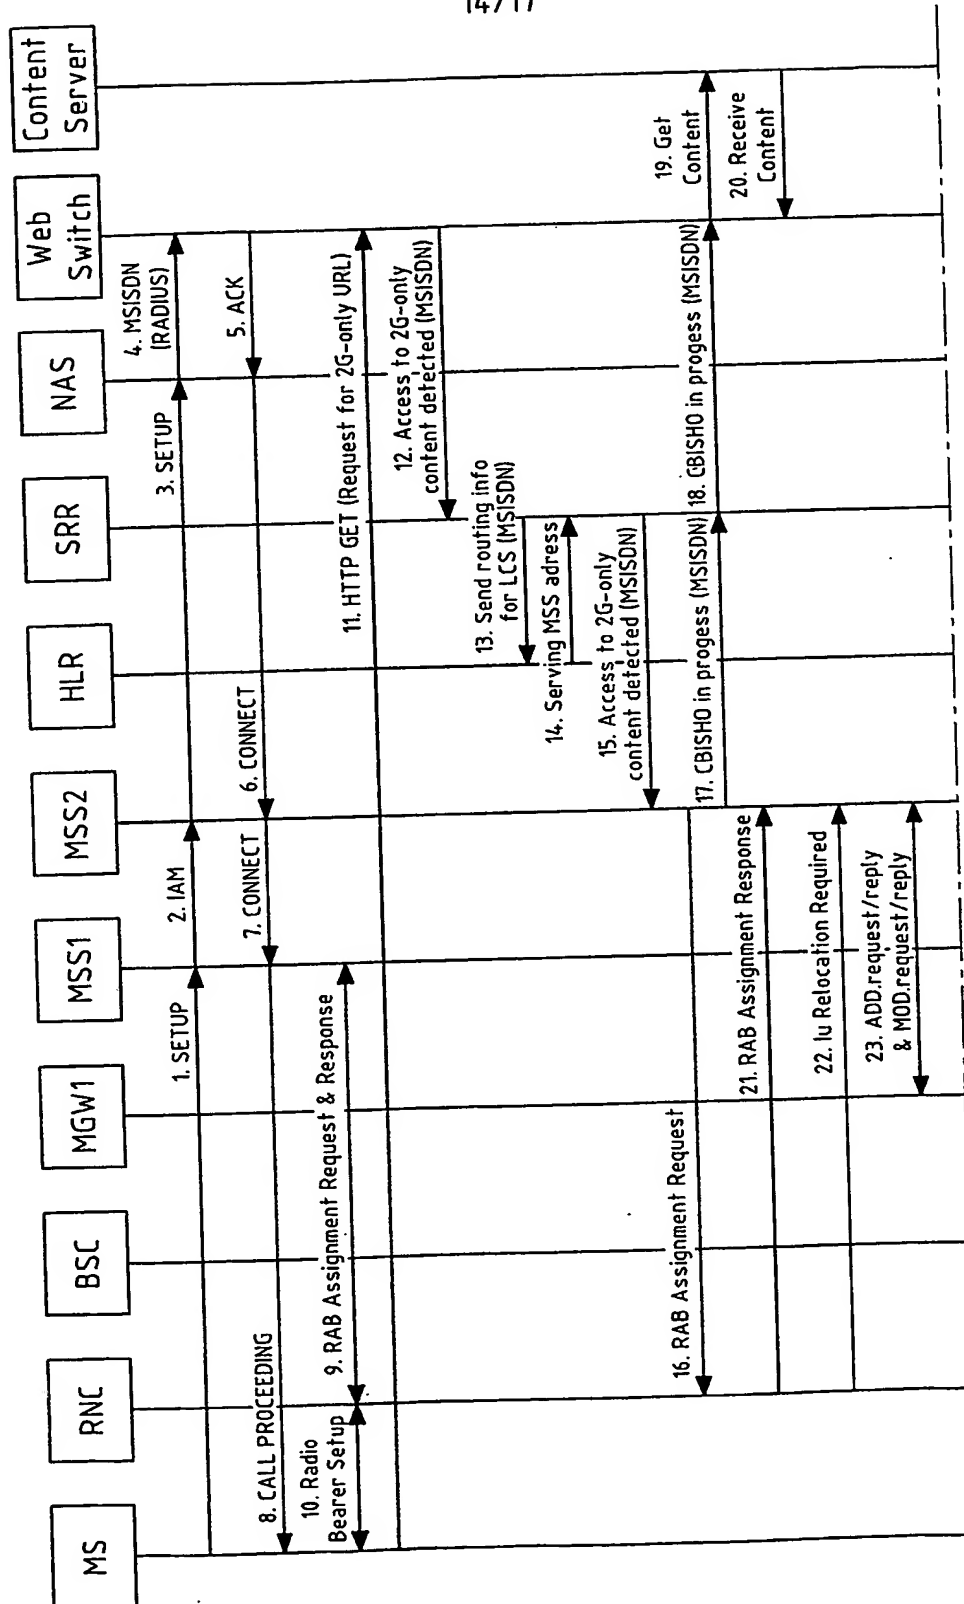 14/17
MS
RNC
BSC
MGW1
MSS1
MSS2
HLR
SRR
NAS
Web
Switch
Content
Server
1. SETUP
2. IAM
3. SETUP
4. MSISDN
(RADIUS)
5. ACK
6. CONNECT
7. CONNECT
8. CALL PROCEEDING
9. RAB Assignment Request & Response
10. Radio
Bearer Setup
11. HTTP GET (Request for 2G-only URL)
12. Access to 2G-only
content detected (MSISDN)
13. Send routing info
for LCS (MSISDN)
14. Serving MSS adress
15. Access to 2G-only
content detected (MSISDN)
16. RAB Assignment Request
17. CBISHO in progess (MSISDN)
18. CBISHO in progess (MSISDN)
19. Get
Content
20. Receive
Content
21. RAB Assignment Response
22. Iu Relocation Required
23. ADD.request/reply
& MOD.request/reply